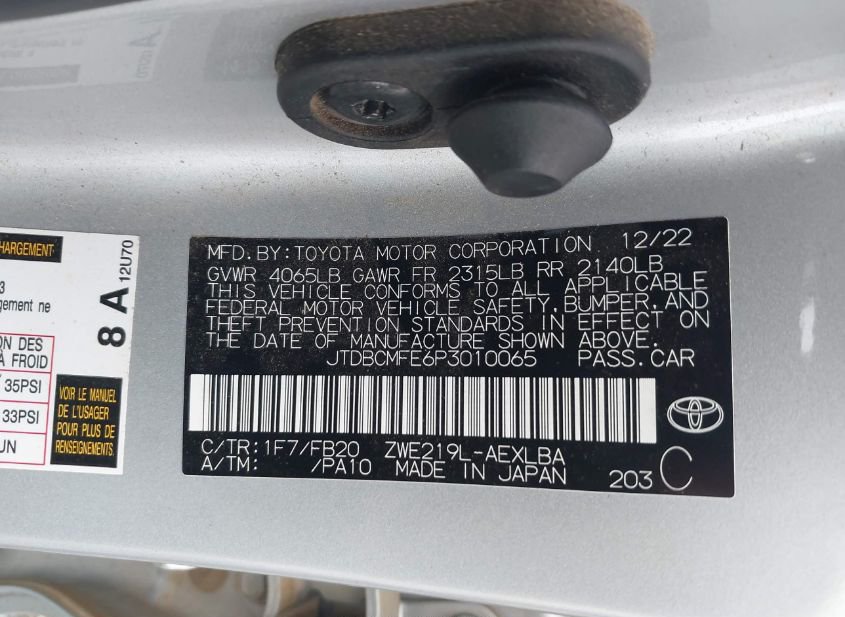 MFD.BY:TOYOTA MOTOR CORPORATION 12/22
GVWR 4065LB GAWR FR 2315LB RR 2140LB
THIS VEHICLE CONFORMS TO ALL APPLICABLE
FEDERAL MOTOR VEHICLE SAFETY,BUMPER,AND
THEFT PREVENTION STANDARDS IN EFFECT ON
THE DATE OF MANUFACTURE SHOWN ABOVE.
JTDBCMFE6P3010065 PASS.CAR
C/TR:1F7/FB20 ZWE219L-AEXLBA
A/TM: /PA10 MADE IN JAPAN 203 C
HARGEMENT
3
gement ne
ON DES
À FROID
35PSI
33PSI
UN
8 A 12U70
VOIR LE MANUEL
DE L'USAGER
POUR PLUS DE
RENSEIGNEMENTS.